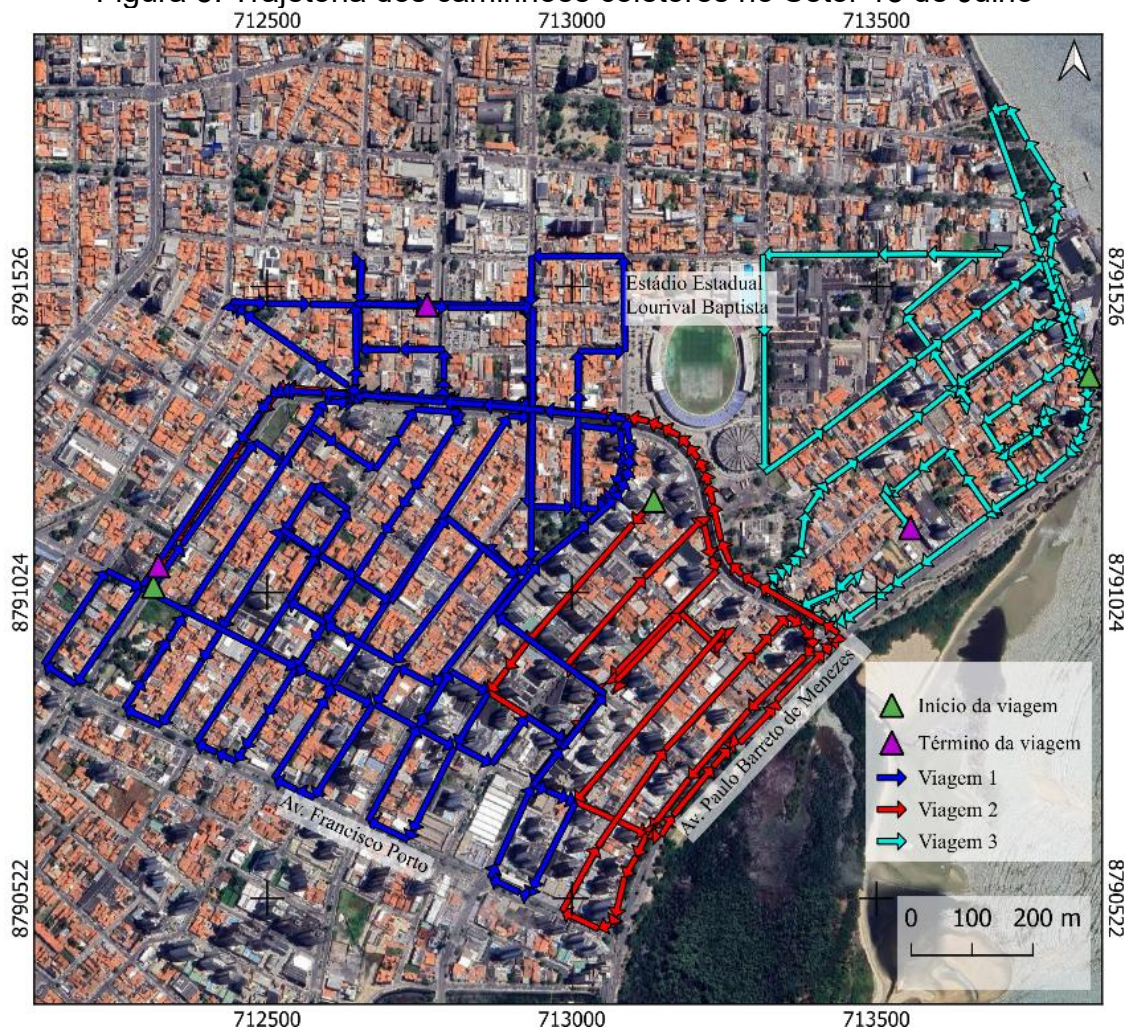 712500 713000 713500
8791526
8791526
Estádio Estadual
Lourival Baptista
8791024
8791024
Av. Paulo Barreto de Menezes
Início da viagem
Término da viagem
Viagem 1
Viagem 2
Viagem 3
Av. Francisco Porto
8790522
8790522
0 100 200 m
712500 713000 713500